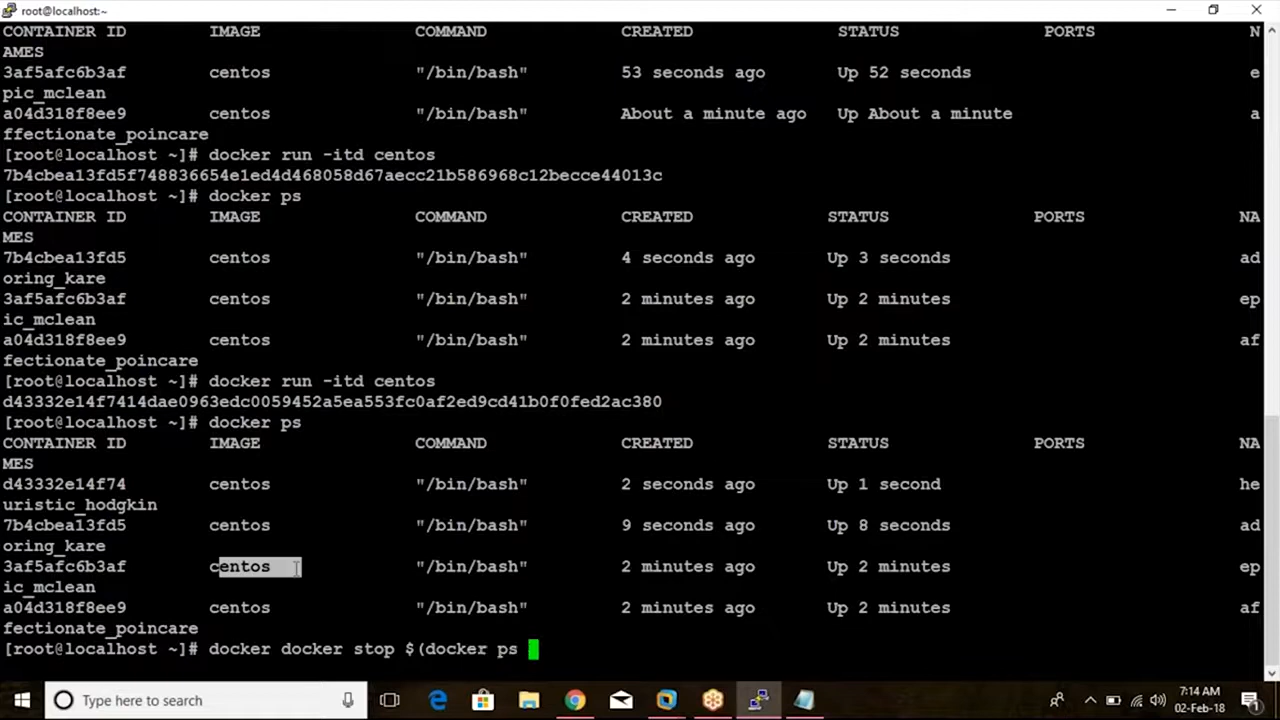 root@localhost:~
CONTAINER ID IMAGE COMMAND CREATED STATUS PORTS N
AMES
3af5afc6b3af centos "/bin/bash" 53 seconds ago Up 52 seconds e
pic_mclean
a04d318f8ee9 centos "/bin/bash" About a minute ago Up About a minute a
ffectionate_poincare
[root@localhost ~]# docker run -itd centos
7b4cbea13fd5f748836654e1ed4d468058d67aecc21b586968c12becce44013c
[root@localhost ~]# docker ps
CONTAINER ID IMAGE COMMAND CREATED STATUS PORTS NA
MES
7b4cbea13fd5 centos "/bin/bash" 4 seconds ago Up 3 seconds ad
oring_kare
3af5afc6b3af centos "/bin/bash" 2 minutes ago Up 2 minutes ep
ic_mclean
a04d318f8ee9 centos "/bin/bash" 2 minutes ago Up 2 minutes af
fectionate_poincare
[root@localhost ~]# docker run -itd centos
d43332e14f7414dae0963edc0059452a5ea553fc0af2ed9cd41b0f0fed2ac380
[root@localhost ~]# docker ps
CONTAINER ID IMAGE COMMAND CREATED STATUS PORTS NA
MES
d43332e14f74 centos "/bin/bash" 2 seconds ago Up 1 second he
uristic_hodgkin
7b4cbea13fd5 centos "/bin/bash" 9 seconds ago Up 8 seconds ad
oring_kare
3af5afc6b3af centos "/bin/bash" 2 minutes ago Up 2 minutes ep
ic_mclean
a04d318f8ee9 centos "/bin/bash" 2 minutes ago Up 2 minutes af
fectionate_poincare
[root@localhost ~]# docker docker stop $(docker ps
Type here to search
7:14 AM
02-Feb-18